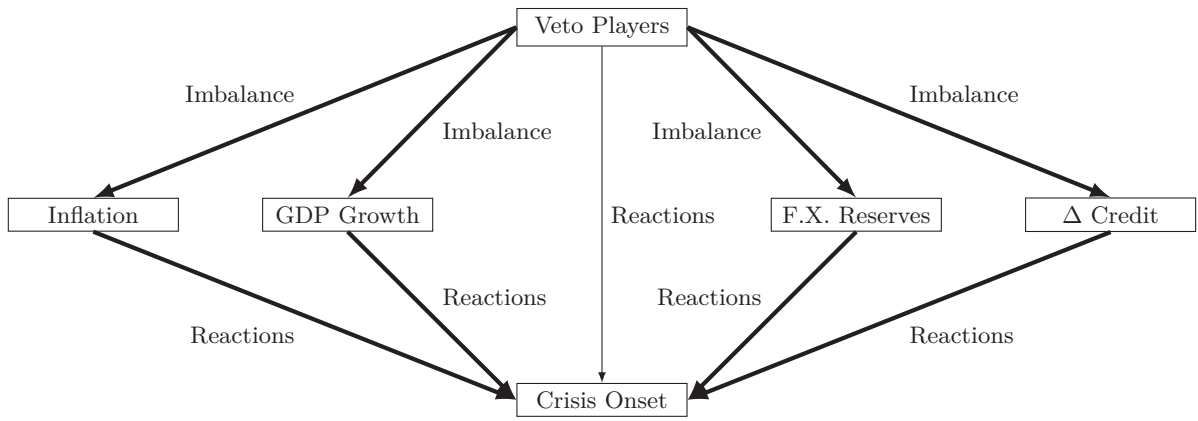 Veto Players
Imbalance
Imbalance
Imbalance
Imbalance
Inflation
GDP Growth
Reactions
F.X. Reserves
Δ Credit
Reactions
Reactions
Reactions
Reactions
Crisis Onset